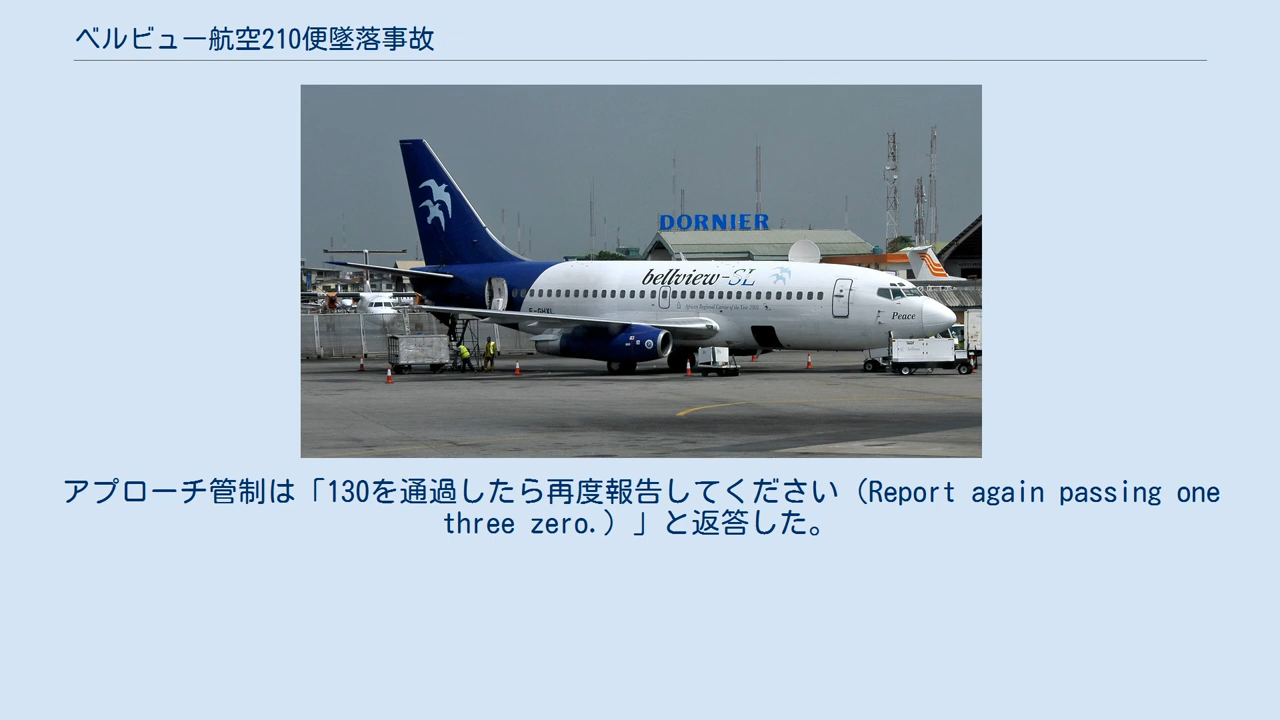 ベルビュー航空210便墜落事故
DORNIER
bellview-SL
Peace
アプローチ管制は「130を通過したら再度報告してください（Report again passing one
three zero.）」と返答した。